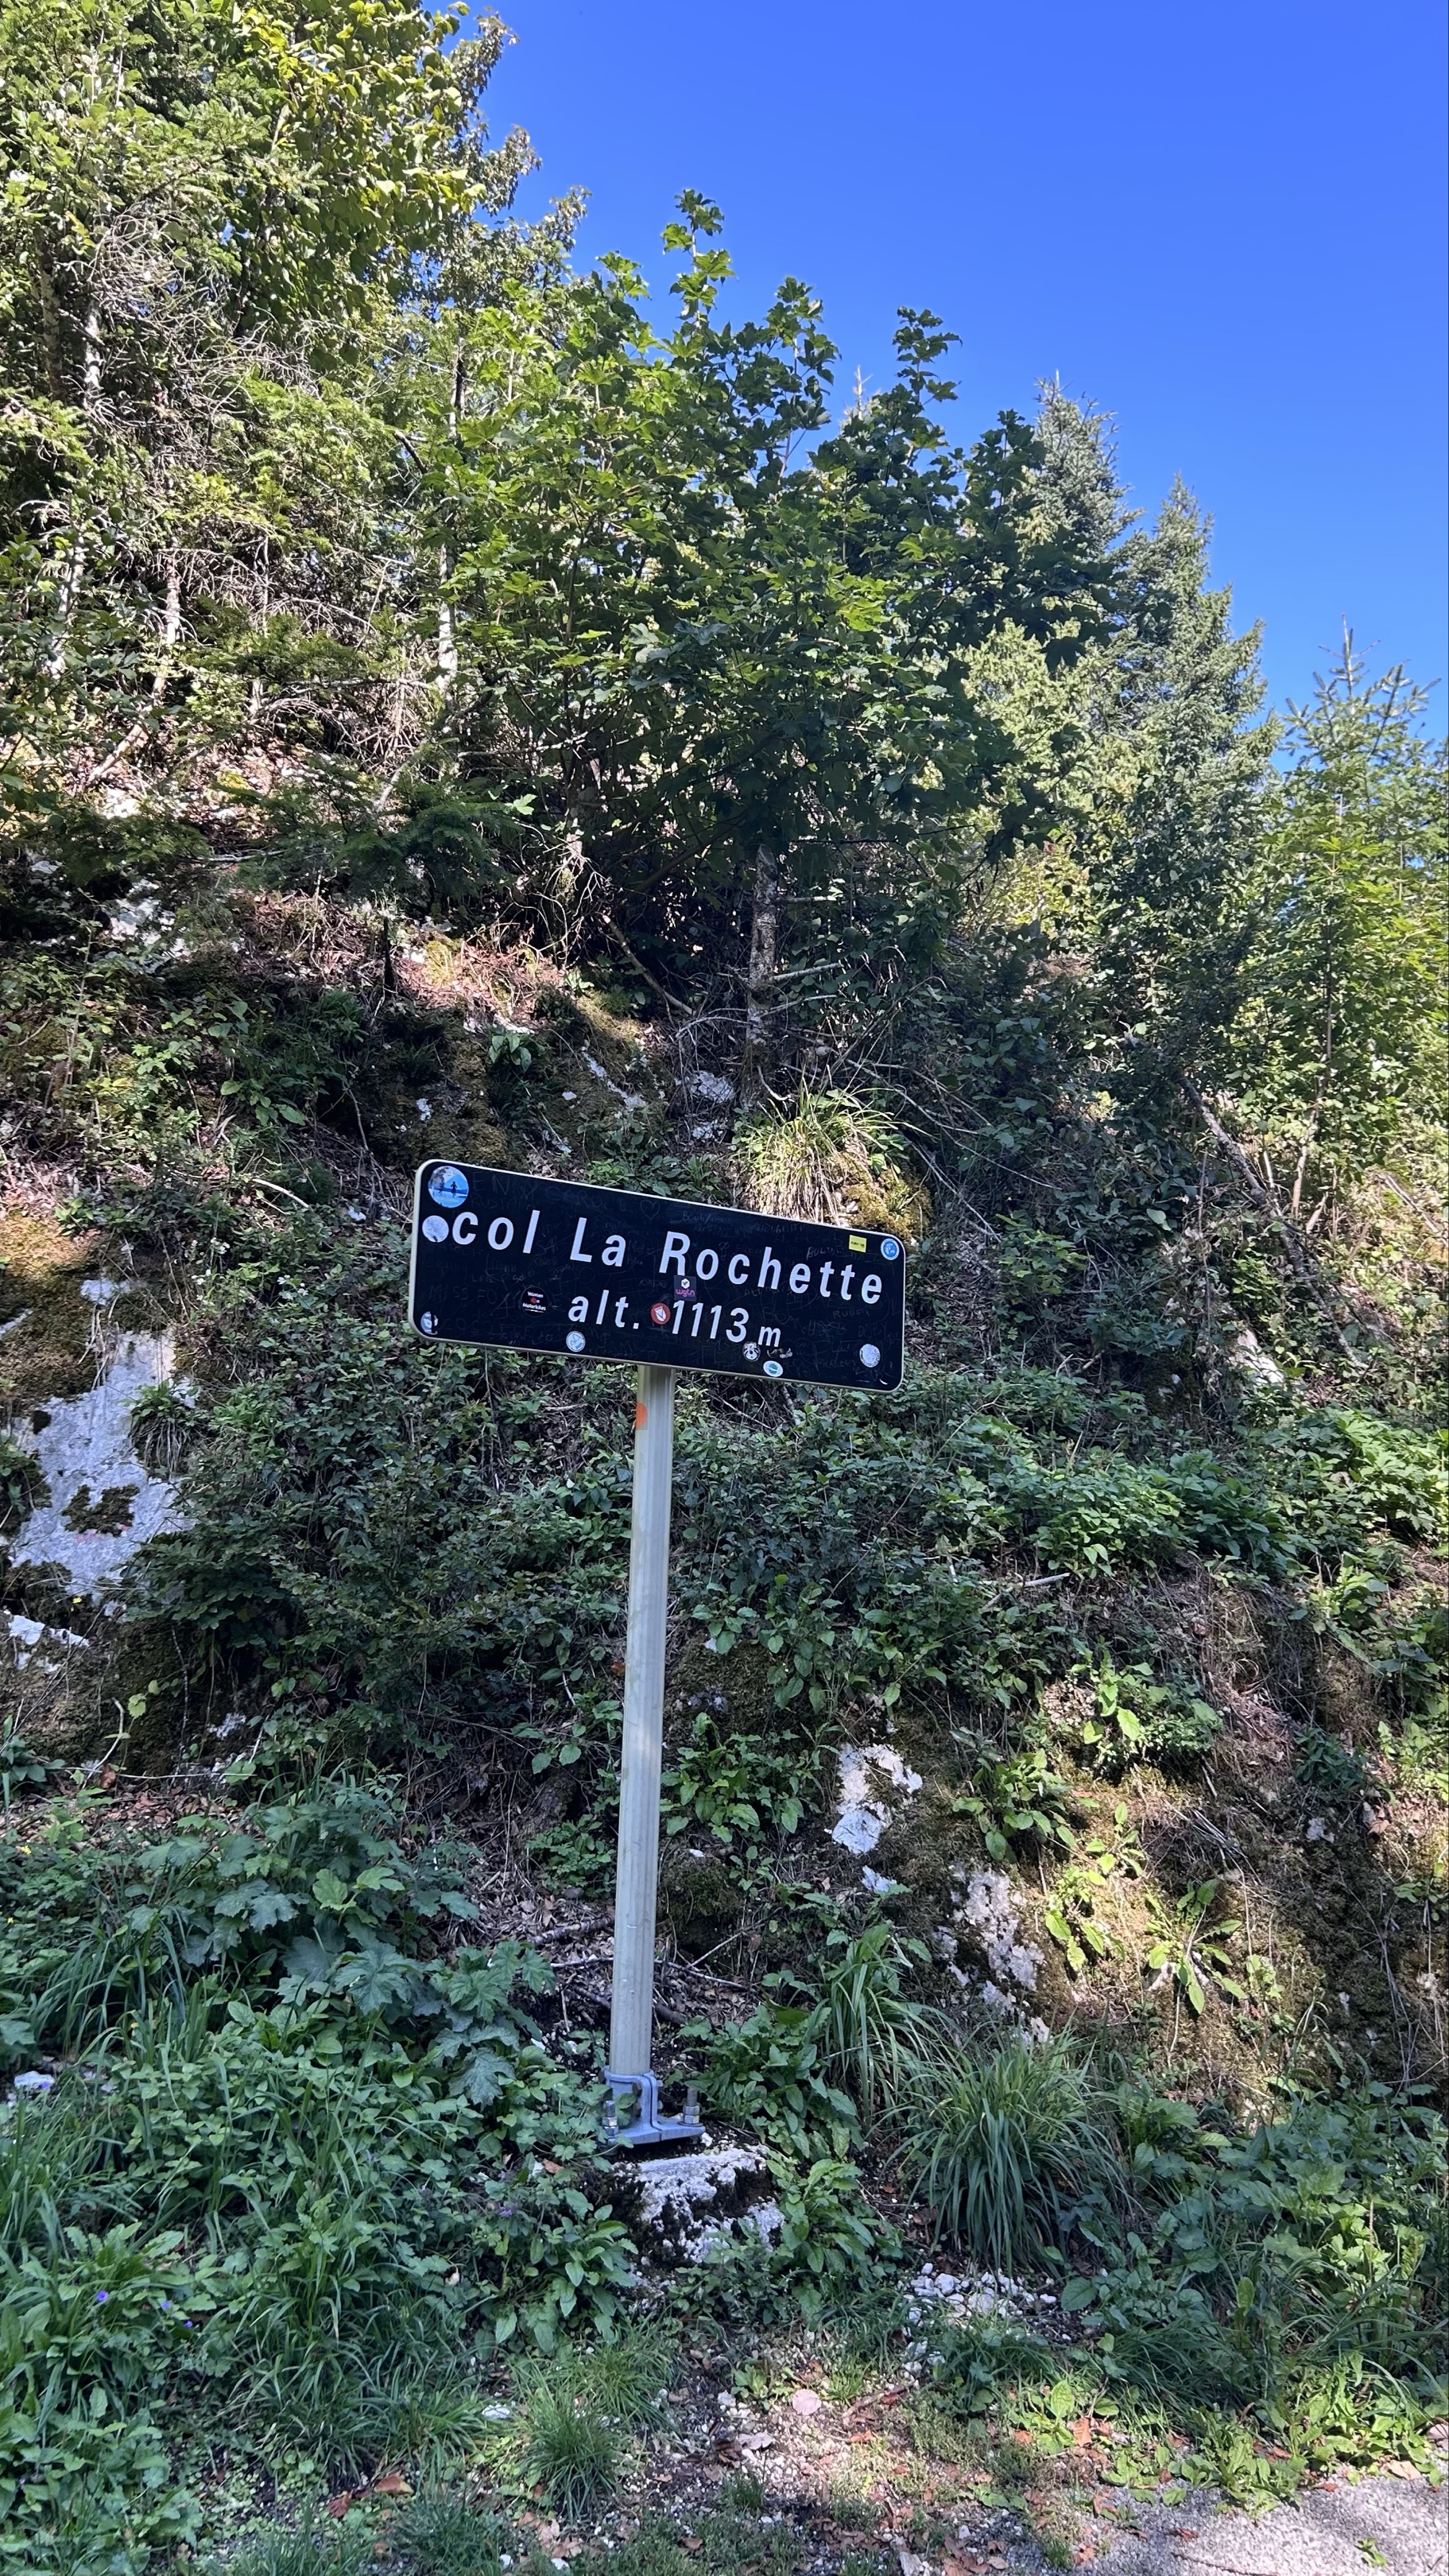 col La Rochette
alt. 1113 m